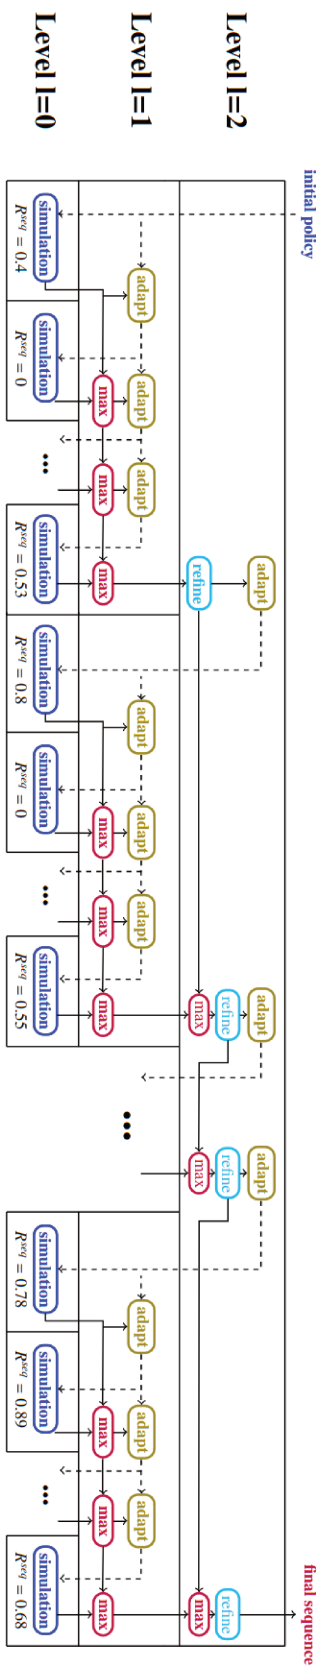 initial policy final sequence
Level l=2
adapt adapt adapt
refine refine refine
refine max max max
Level l=1
adapt adapt adapt adapt adapt adapt ... adapt adapt adapt
max max max max max max max max max
Level l=0
simulation simulation ... simulation simulation simulation ... simulation simulation simulation ... simulation
R^seq = 0.4 R^seq = 0 R^seq = 0.53 R^seq = 0.8 R^seq = 0 R^seq = 0.55 R^seq = 0.78 R^seq = 0.89 R^seq = 0.68